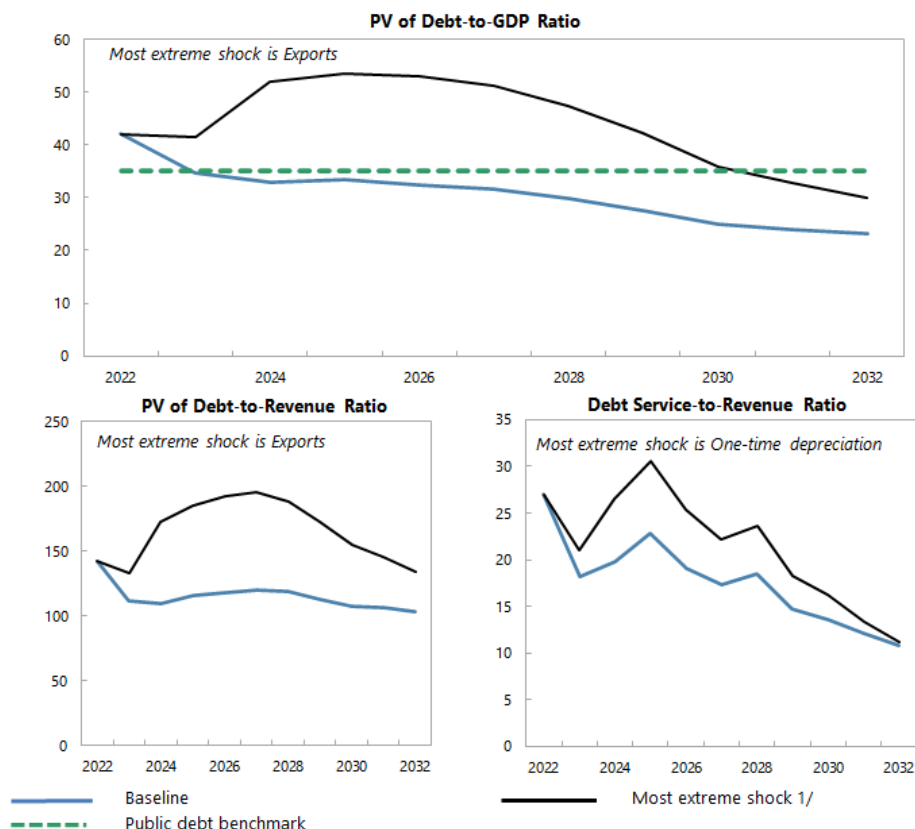 PV of Debt-to-GDP Ratio
60
Most extreme shock is Exports
50
40
30
20
10
0
2022 2024 2026 2028 2030 2032
PV of Debt-to-Revenue Ratio
250
Most extreme shock is Exports
200
150
100
50
0
2022 2024 2026 2028 2030 2032
Debt Service-to-Revenue Ratio
35
Most extreme shock is One-time depreciation
30
25
20
15
10
5
0
2022 2024 2026 2028 2030 2032
Baseline
Most extreme shock 1/
Public debt benchmark